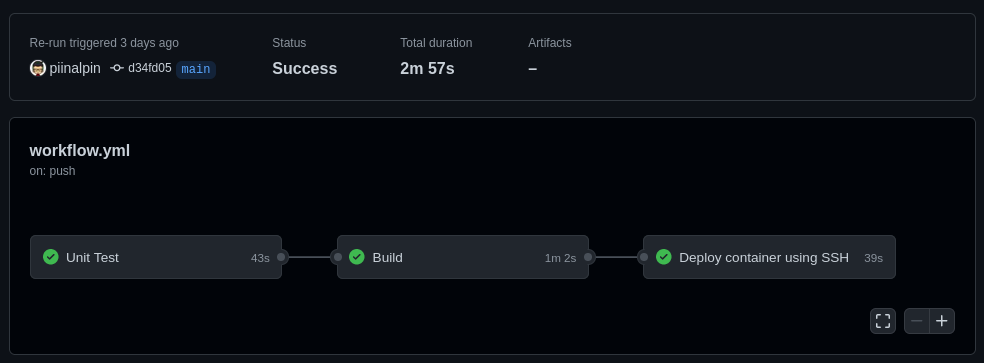 Re-run triggered 3 days ago
piinalpin d34fd05 main
Status
Success
Total duration
2m 57s
Artifacts
–
workflow.yml
on: push
Unit Test 43s
Build 1m 2s
Deploy container using SSH 39s